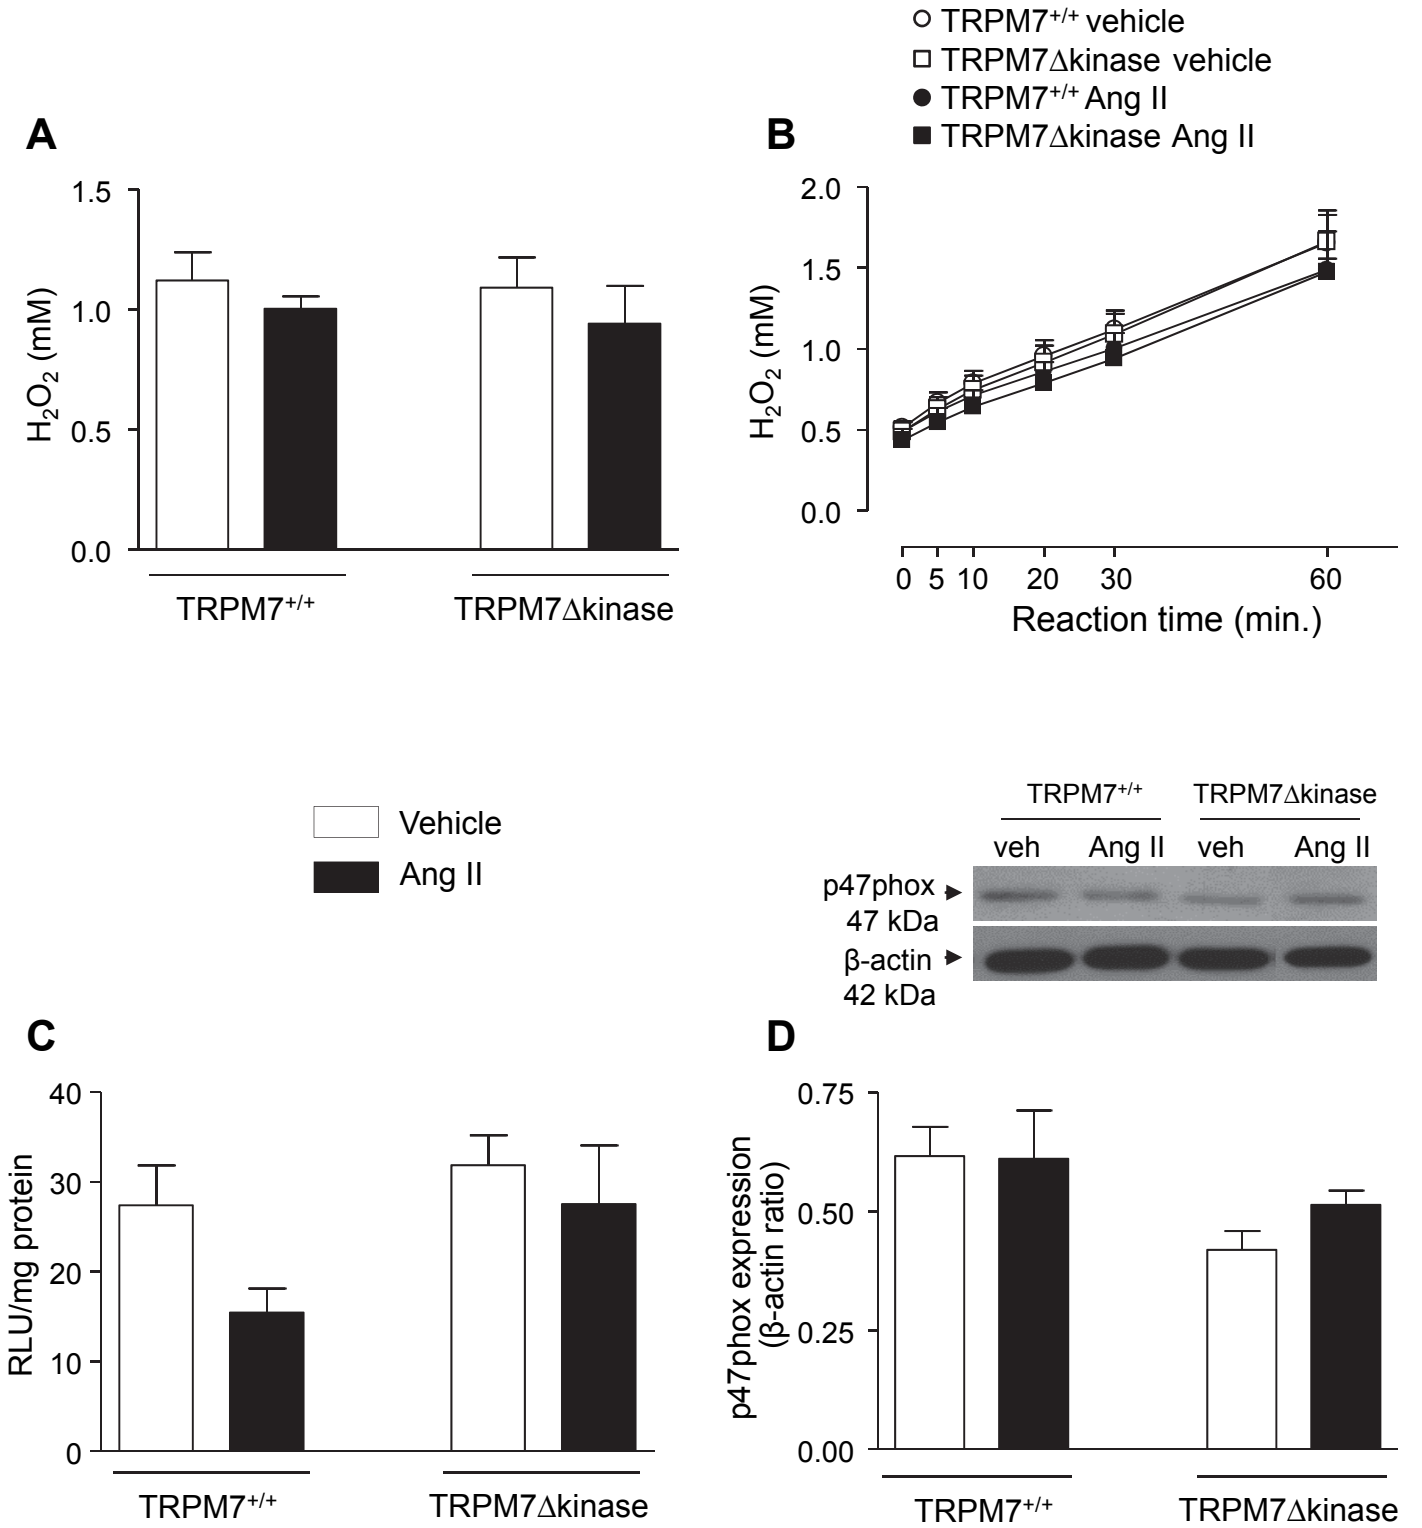 TRPM7+/+ vehicle
TRPM7Δkinase vehicle
TRPM7+/+ Ang II
TRPM7Δkinase Ang II
A
1.5
1.0
0.5
0.0
H2O2 (mM)
TRPM7+/+
TRPM7Δkinase
B
2.0
1.5
1.0
0.5
0.0
H2O2 (mM)
0 5 10 20 30 60
Reaction time (min.)
Vehicle
Ang II
TRPM7+/+ TRPM7Δkinase
veh Ang II veh Ang II
p47phox
47 kDa
β-actin
42 kDa
C
40
30
20
10
0
RLU/mg protein
TRPM7+/+
TRPM7Δkinase
D
0.75
0.50
0.25
0.00
p47phox expression
(β-actin ratio)
TRPM7+/+
TRPM7Δkinase